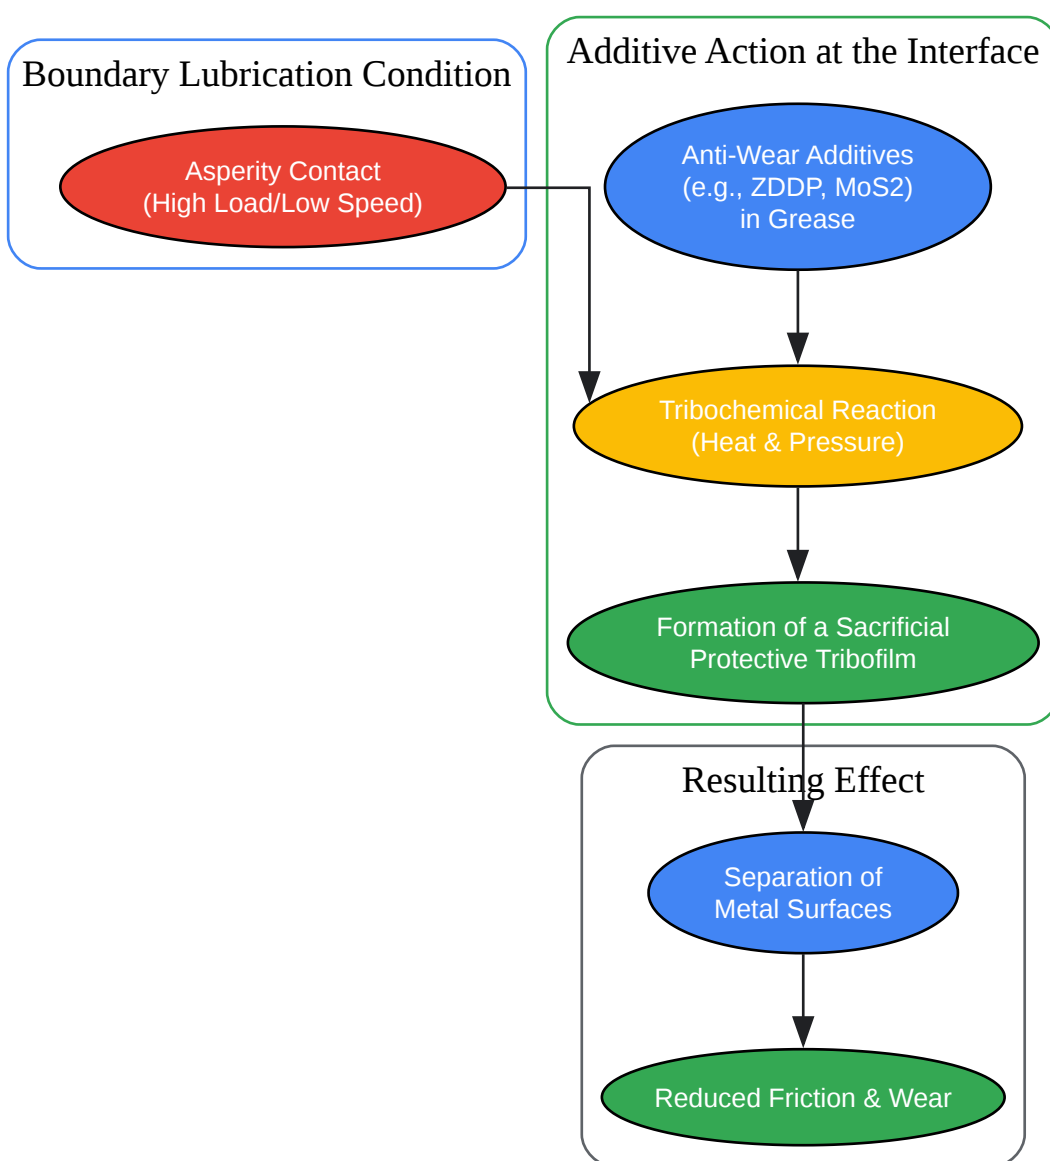 Boundary Lubrication Condition
Asperity Contact
(High Load/Low Speed)
Additive Action at the Interface
Anti-Wear Additives
(e.g., ZDDP, MoS2)
in Grease
Tribochemical Reaction
(Heat & Pressure)
Formation of a Sacrificial
Protective Tribofilm
Resulting Effect
Separation of
Metal Surfaces
Reduced Friction & Wear